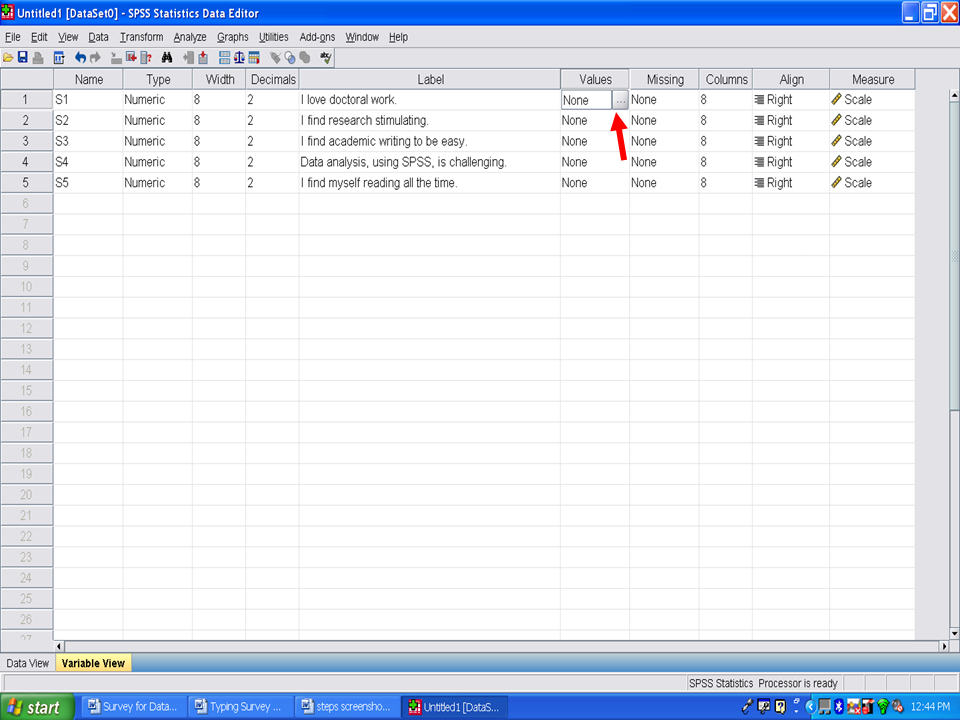 Untitled1 [DataSet0] - SPSS Statistics Data Editor
File Edit View Data Transform Analyze Graphs Utilities Add-ons Window Help
Name Type Width Decimals Label Values Missing Columns Align Measure
1 S1 Numeric 8 2 I love doctoral work. None ... None 8 Right Scale
2 S2 Numeric 8 2 I find research stimulating. None None 8 Right Scale
3 S3 Numeric 8 2 I find academic writing to be easy. None None 8 Right Scale
4 S4 Numeric 8 2 Data analysis, using SPSS, is challenging. None None 8 Right Scale
5 S5 Numeric 8 2 I find myself reading all the time. None None 8 Right Scale
6
7
8
9
10
11
12
13
14
15
16
17
18
19
20
21
22
23
24
25
26
27
Data View Variable View
SPSS Statistics Processor is ready
start Survey for Data... Typing Survey ... steps screensho... Untitled1 [DataS... 12:44 PM